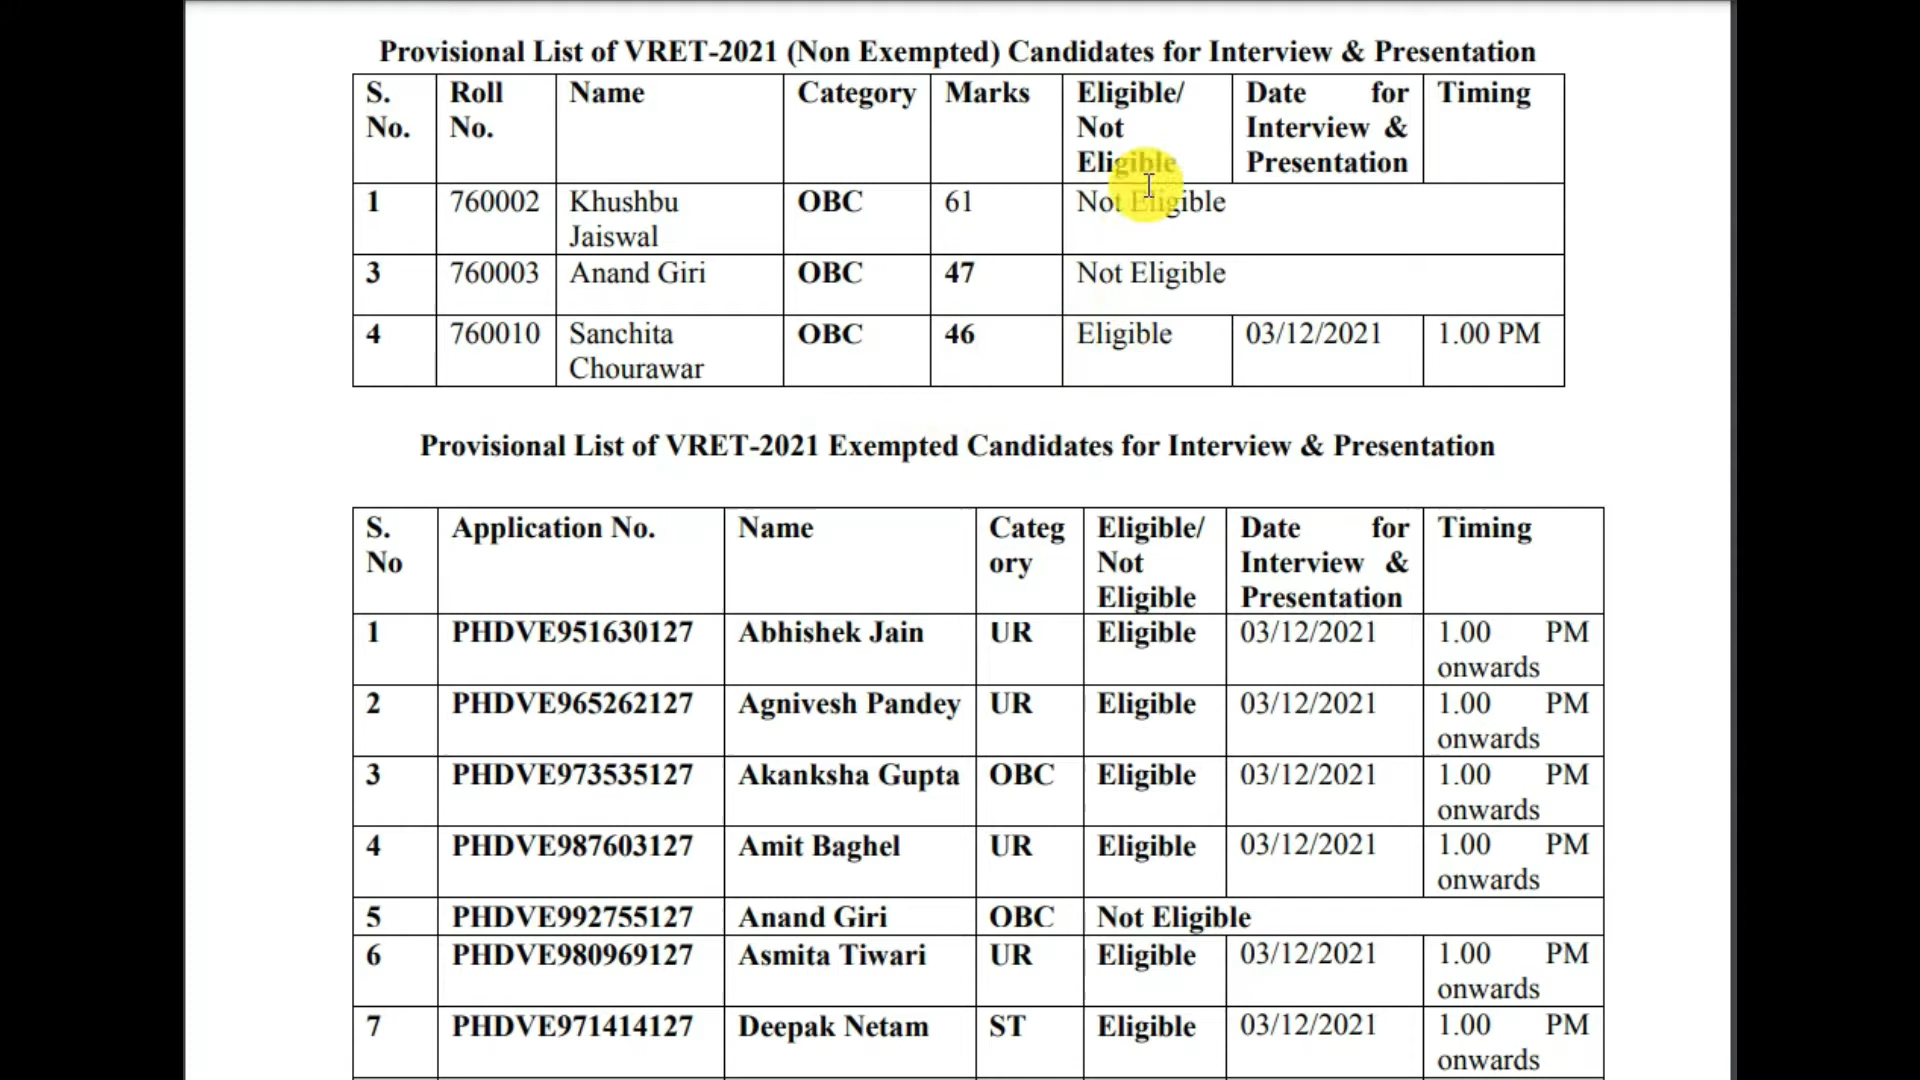 Provisional List of VRET-2021 (Non Exempted) Candidates for Interview & Presentation
S. No. Roll No. Name Category Marks Eligible/ Not Eligible Date for Interview & Presentation Timing
1 760002 Khushbu Jaiswal OBC 61 Not Eligible
3 760003 Anand Giri OBC 47 Not Eligible
4 760010 Sanchita Chourawar OBC 46 Eligible 03/12/2021 1.00 PM
Provisional List of VRET-2021 Exempted Candidates for Interview & Presentation
S. No Application No. Name Categ ory Eligible/ Not Eligible Date for Interview & Presentation Timing
1 PHDVE951630127 Abhishek Jain UR Eligible 03/12/2021 1.00 PM onwards
2 PHDVE965262127 Agnivesh Pandey UR Eligible 03/12/2021 1.00 PM onwards
3 PHDVE973535127 Akanksha Gupta OBC Eligible 03/12/2021 1.00 PM onwards
4 PHDVE987603127 Amit Baghel UR Eligible 03/12/2021 1.00 PM onwards
5 PHDVE992755127 Anand Giri OBC Not Eligible
6 PHDVE980969127 Asmita Tiwari UR Eligible 03/12/2021 1.00 PM onwards
7 PHDVE971414127 Deepak Netam ST Eligible 03/12/2021 1.00 PM onwards